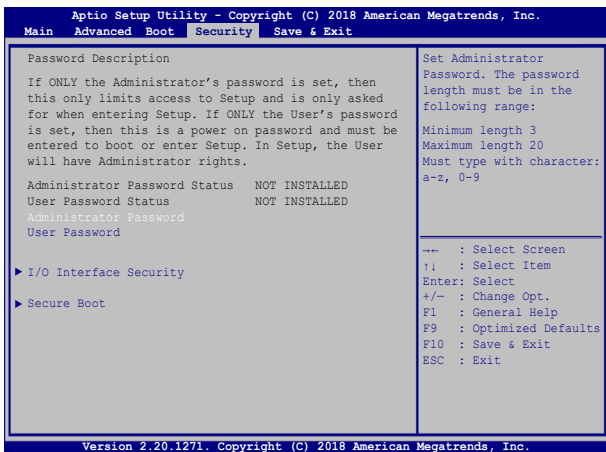 Aptio Setup Utility - Copyright (C) 2018 American Megatrends, Inc.
Main Advanced Boot Security Save & Exit
Password Description
If ONLY the Administrator's password is set, then
this only limits access to Setup and is only asked
for when entering Setup. If ONLY the User's password
is set, then this is a power on password and must be
entered to boot or enter Setup. In Setup, the User
will have Administrator rights.
Administrator Password Status NOT INSTALLED
User Password Status NOT INSTALLED
Administrator Password
User Password
▶ I/O Interface Security
▶ Secure Boot
Set Administrator
Password. The password
length must be in the
following range:
Minimum length 3
Maximum length 20
Must type with character:
a-z, 0-9
→← : Select Screen
↑↓ : Select Item
Enter: Select
+/— : Change Opt.
F1 : General Help
F9 : Optimized Defaults
F10 : Save & Exit
ESC : Exit
Version 2.20.1271. Copyright (C) 2018 American Megatrends, Inc.